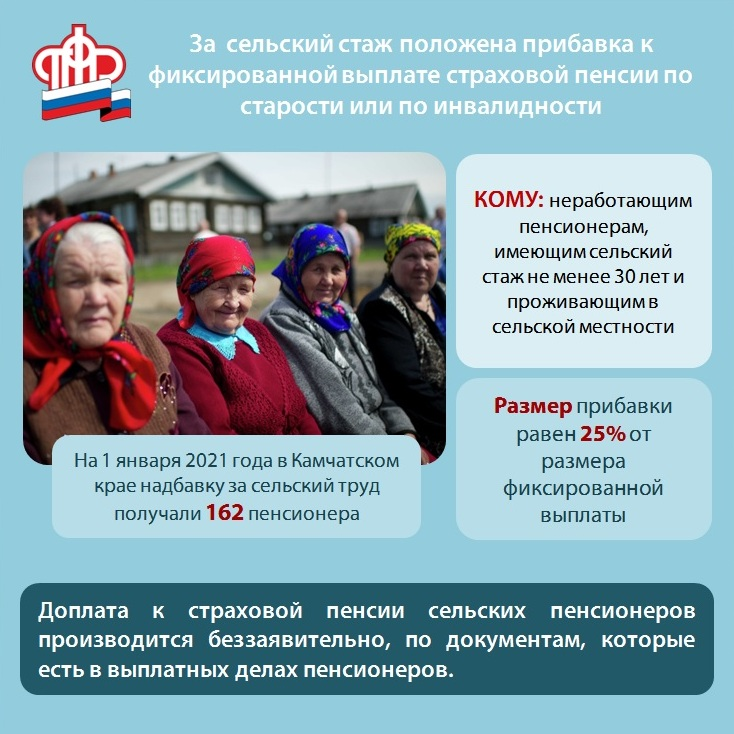 За сельский стаж положена прибавка к
фиксированной выплате страховой пенсии по
старости или по инвалидности
КОМУ: неработающим
пенсионерам,
имеющим сельский
стаж не менее 30 лет и
проживающим в
сельской местности
Размер прибавки
равен 25% от
размера
фиксированной
выплаты
На 1 января 2021 года в Камчатском
крае надбавку за сельский труд
получали 162 пенсионера
Доплата к страховой пенсии сельских пенсионеров
производится беззаявительно, по документам, которые
есть в выплатных делах пенсионеров.